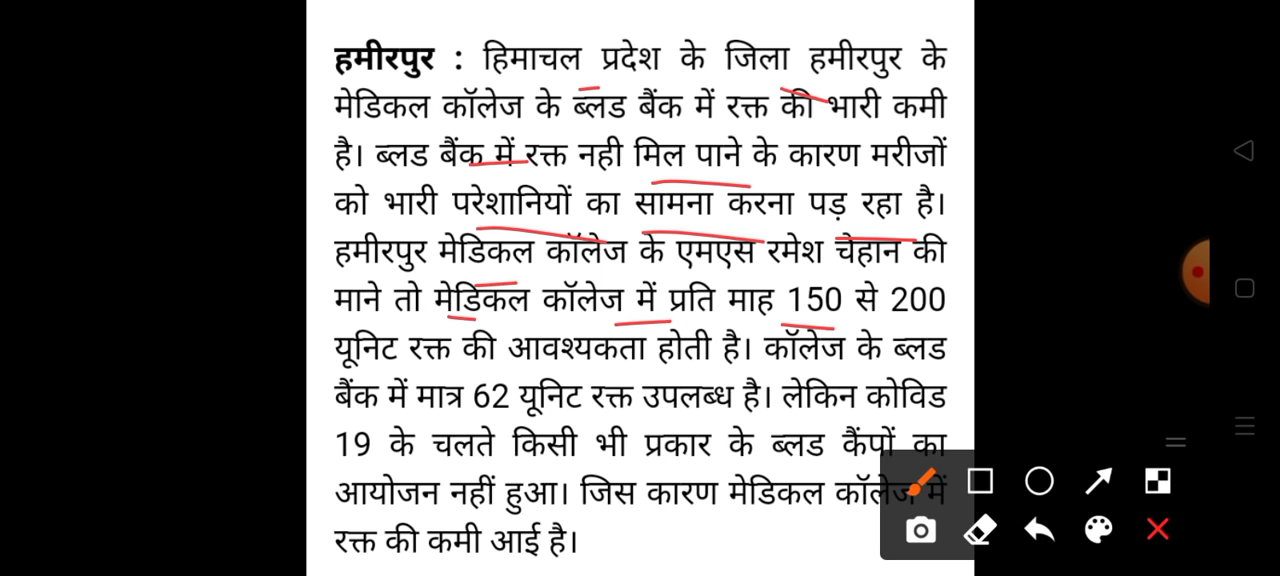 हमीरपुर : हिमाचल प्रदेश के जिला हमीरपुर के
मेडिकल कॉलेज के ब्लड बैंक में रक्त की भारी कमी
है। ब्लड बैंक में रक्त नही मिल पाने के कारण मरीजों
को भारी परेशानियों का सामना करना पड़ रहा है।
हमीरपुर मेडिकल कॉलेज के एमएस रमेश चेहान की
माने तो मेडिकल कॉलेज में प्रति माह 150 से 200
यूनिट रक्त की आवश्यकता होती है। कॉलेज के ब्लड
बैंक में मात्र 62 यूनिट रक्त उपलब्ध है। लेकिन कोविड
19 के चलते किसी भी प्रकार के ब्लड कैंपों का
आयोजन नहीं हुआ। जिस कारण मेडिकल कॉलेज में
रक्त की कमी आई है।